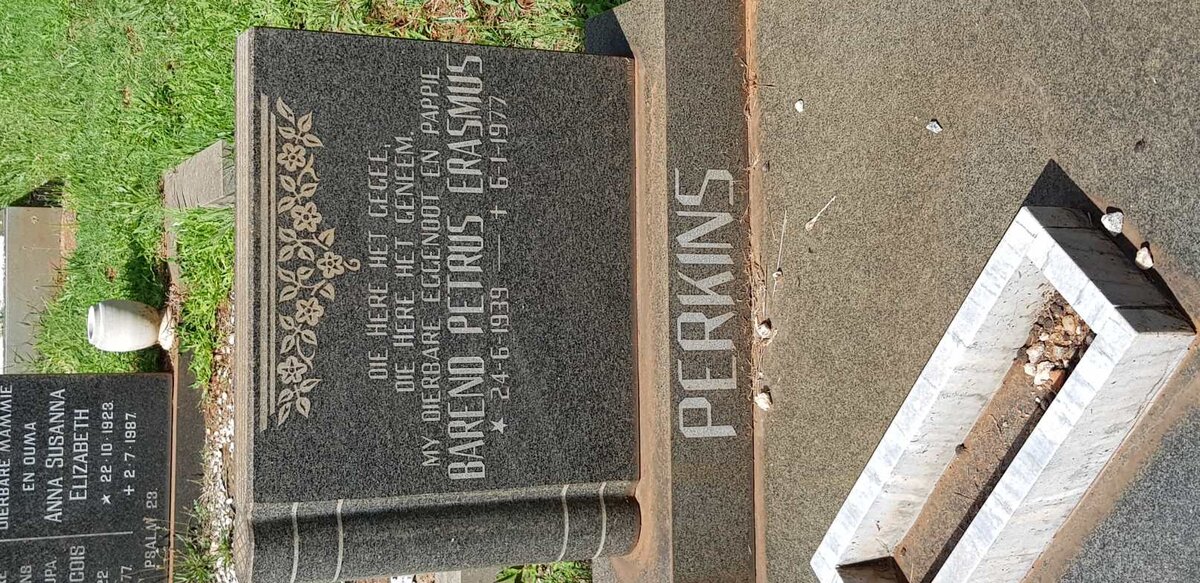 DIE HERE HET GEGEE,
DIE HERE HET GENEEM.
MY DIERBARE EGGENOOT EN PAPPIE
BAREND PETRUS ERASMUS
★ 24-6-1939 — † 6-1-1977
PERKINS
DIERBARE MAMMIE
EN OUMA
ANNA SUSANNA
ELIZABETH
★ 22·10·1923.
† 2·7·1987.
PSALM 23